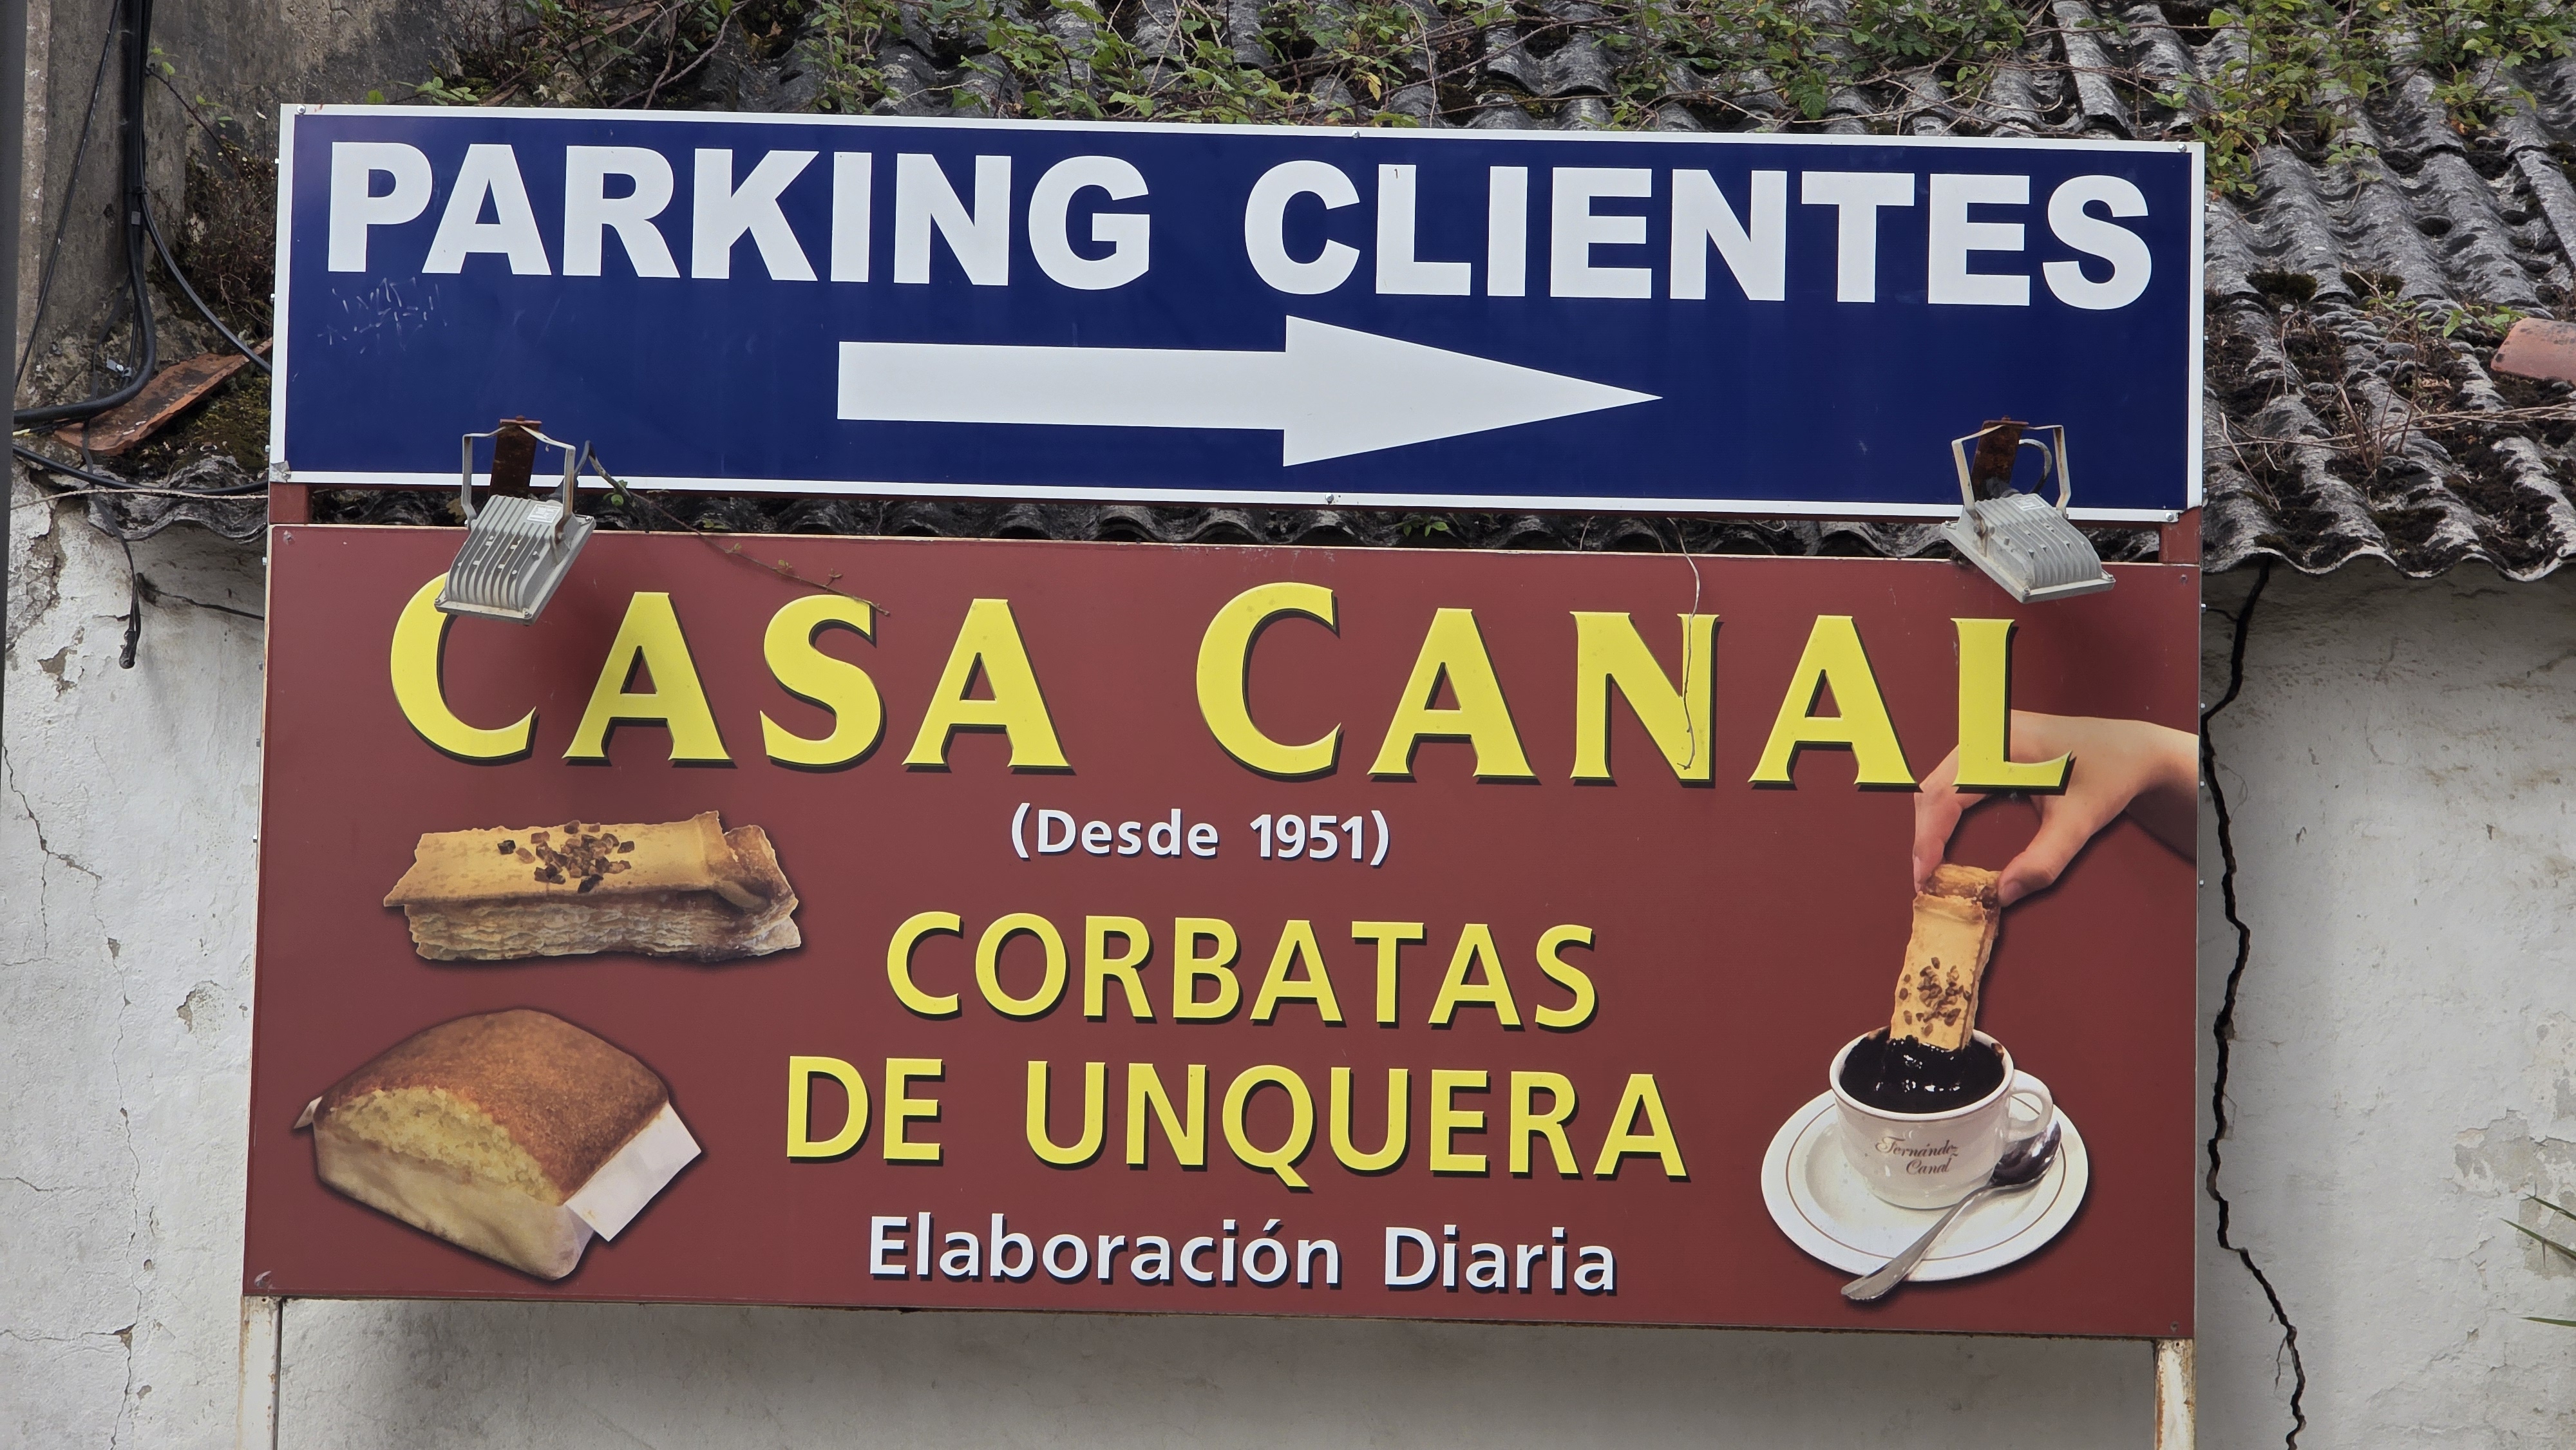 PARKING CLIENTES
CASA CANAL
(Desde 1951)
CORBATAS
DE UNQUERA
Elaboración Diaria
Fernández
Canal